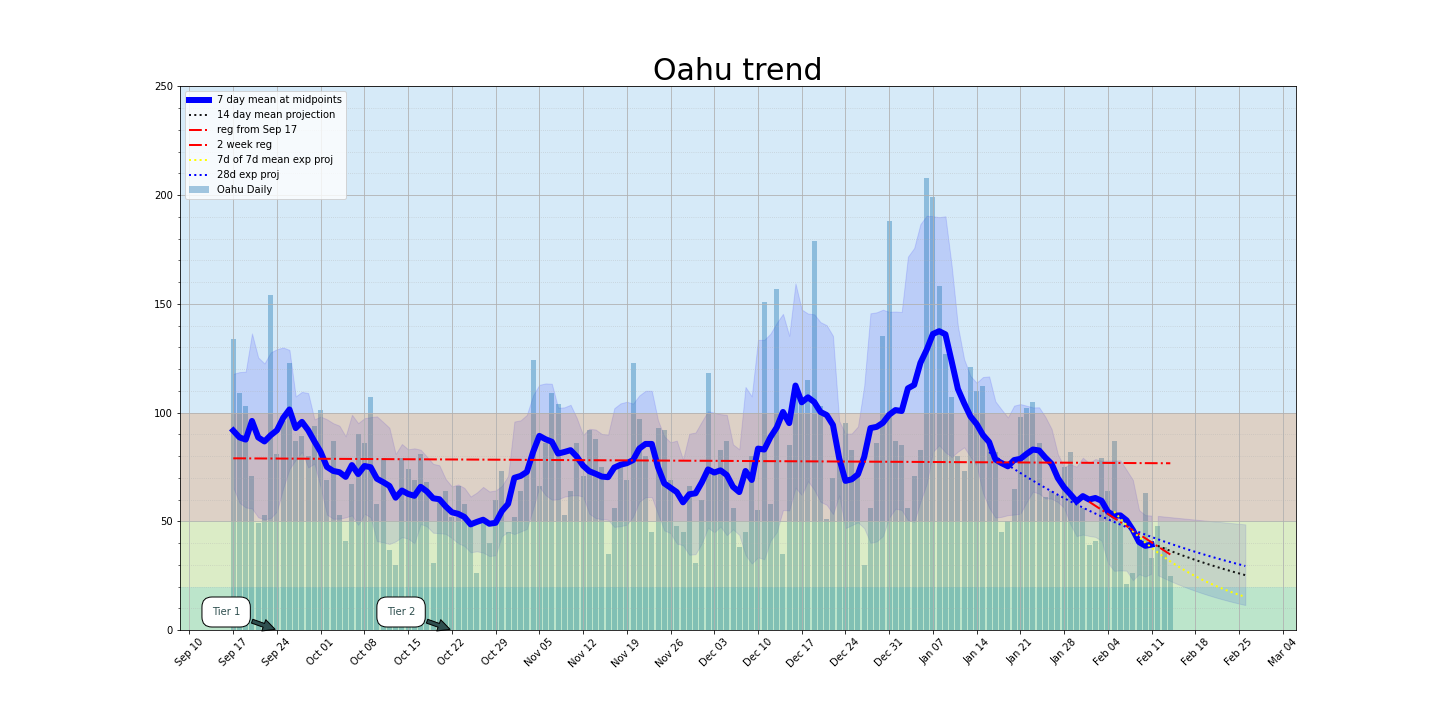 Oahu trend
250
200
150
100
50
0
7 day mean at midpoints
14 day mean projection
reg from Sep 17
2 week reg
7d of 7d mean exp proj
28d exp proj
Oahu Daily
Tier 1
Tier 2
Sep 10
Sep 17
Sep 24
Oct 01
Oct 08
Oct 15
Oct 22
Oct 29
Nov 05
Nov 12
Nov 19
Nov 26
Dec 03
Dec 10
Dec 17
Dec 24
Dec 31
Jan 07
Jan 14
Jan 21
Jan 28
Feb 04
Feb 11
Feb 18
Feb 25
Mar 04